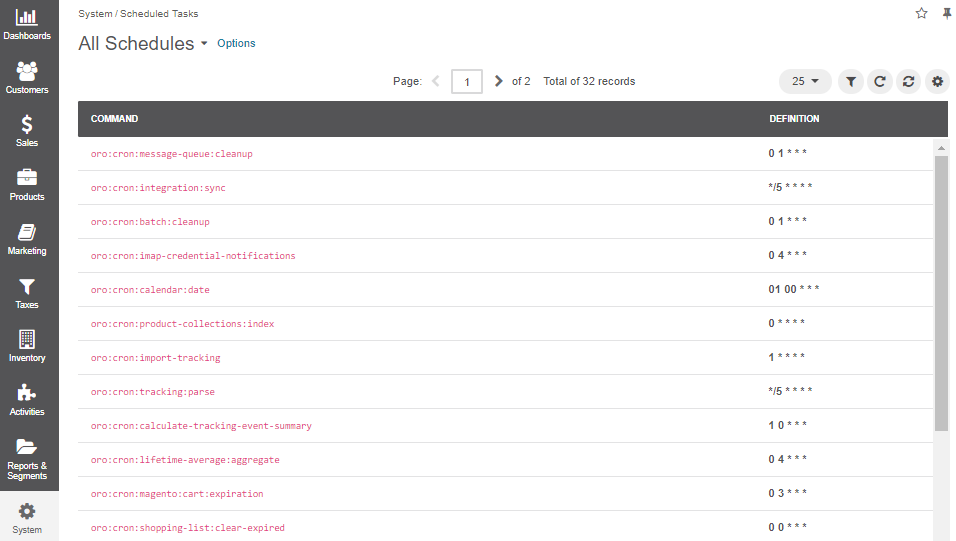 Dashboards
Customers
Sales
Products
Marketing
Taxes
Inventory
Activities
Reports &
Segments
System
System / Scheduled Tasks
All Schedules Options
Page: 1 of 2 Total of 32 records 25
COMMAND DEFINITION
oro:cron:message-queue:cleanup 0 1 * * *
oro:cron:integration:sync */5 * * * *
oro:cron:batch:cleanup 0 1 * * *
oro:cron:imap-credential-notifications 0 4 * * *
oro:cron:calendar:date 01 00 * * *
oro:cron:product-collections:index 0 * * * *
oro:cron:import-tracking 1 * * * *
oro:cron:tracking:parse */5 * * * *
oro:cron:calculate-tracking-event-summary 1 0 * * *
oro:cron:lifetime-average:aggregate 0 4 * * *
oro:cron:magento:cart:expiration 0 3 * * *
oro:cron:shopping-list:clear-expired 0 0 * * *